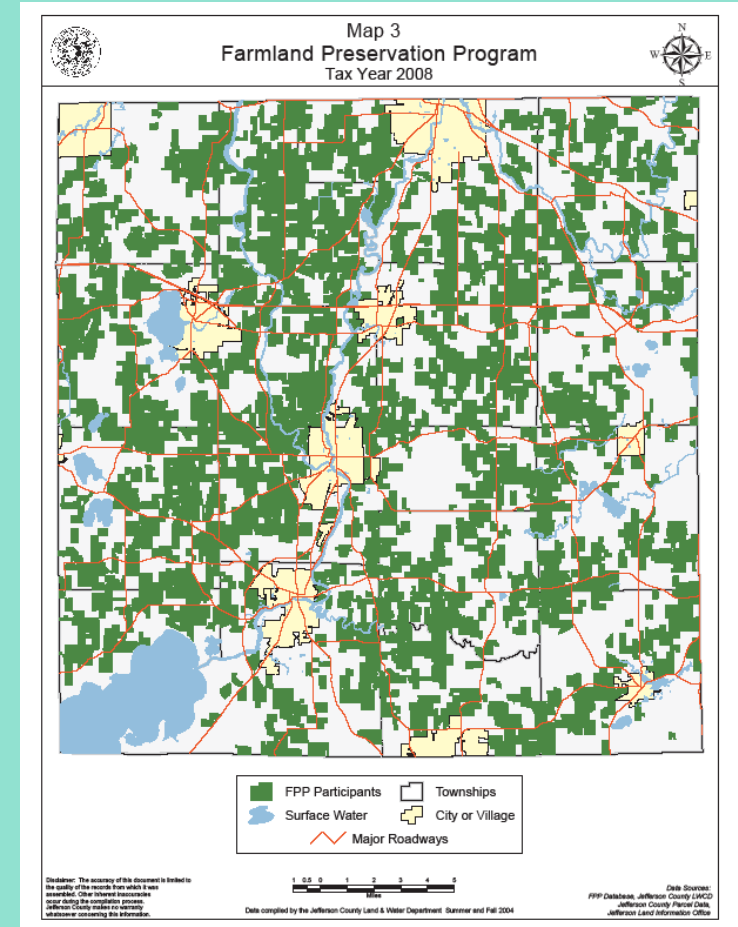 Map 3
Farmland Preservation Program
Tax Year 2008
N
W E
S
FPP Participants
Townships
Surface Water
City or Village
Major Roadways
Disclaimer: The accuracy of this document is limited to
the quality of the records from which it was
assembled. Other inherent inaccuracies
occur during the compilation process.
Jefferson County makes no warranty
whatsoever concerning this information.
1 0.5 0 1 2 3 4 5
Miles
Data compiled by the Jefferson County Land & Water Department Summer and Fall 2004
Data Sources:
FPP Database, Jefferson County LWCD
Jefferson County Parcel Data,
Jefferson Land Information Office